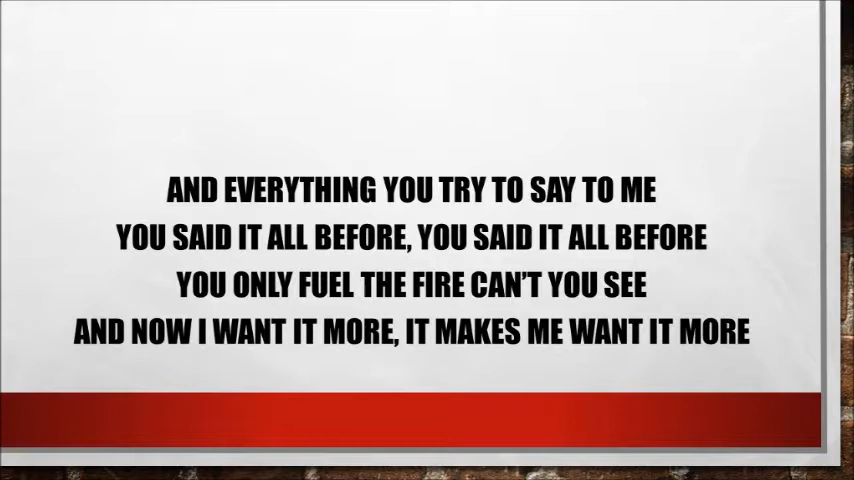 AND EVERYTHING YOU TRY TO SAY TO ME
YOU SAID IT ALL BEFORE, YOU SAID IT ALL BEFORE
YOU ONLY FUEL THE FIRE CAN’T YOU SEE
AND NOW I WANT IT MORE, IT MAKES ME WANT IT MORE